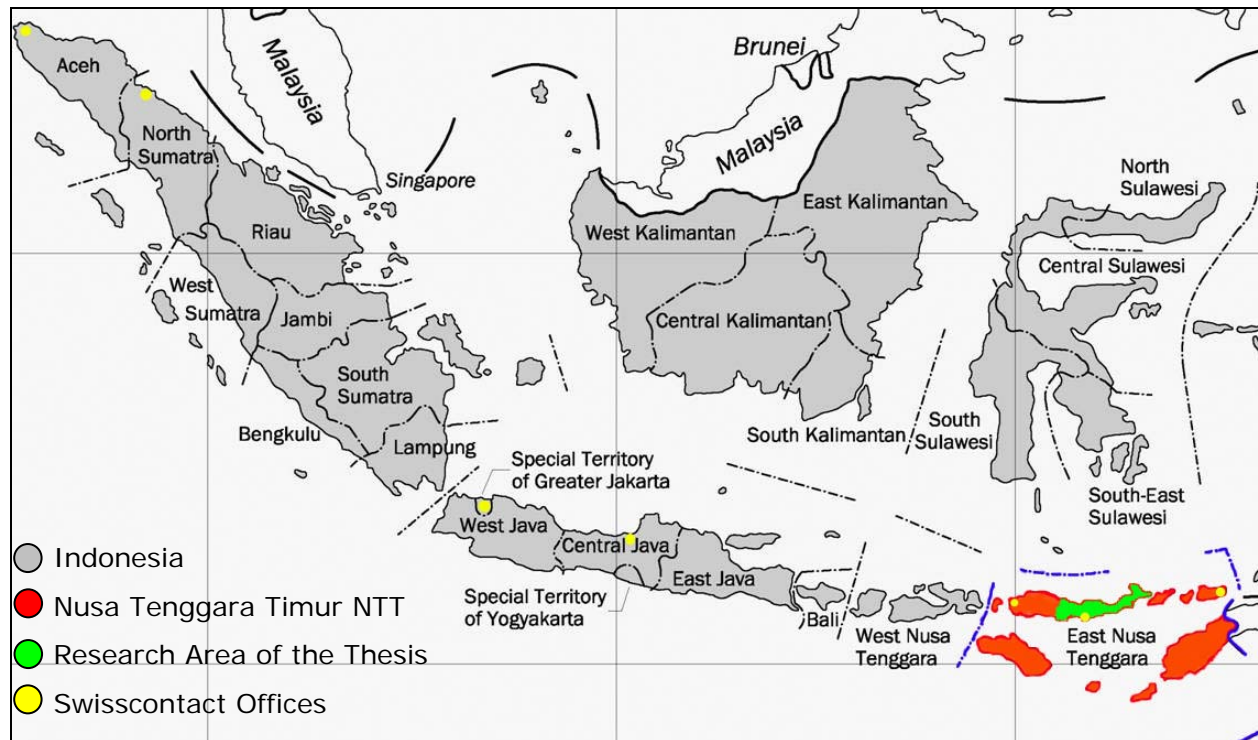 Aceh
Malaysia
Brunei
Malaysia
North
Sumatra
Singapore
North
Sulawesi
East Kalimantan
Riau
West Kalimantan
Central Sulawesi
West
Sumatra
Jambi
Central Kalimantan
South
Sumatra
Bengkulu
Lampung
South Kalimantan
South
Sulawesi
Special Territory
of Greater Jakarta
South-East
Sulawesi
West Java
Central Java
East Java
Special Territory
of Yogyakarta
Bali
West Nusa
Tenggara
East Nusa
Tenggara
Indonesia
Nusa Tenggara Timur NTT
Research Area of the Thesis
Swisscontact Offices